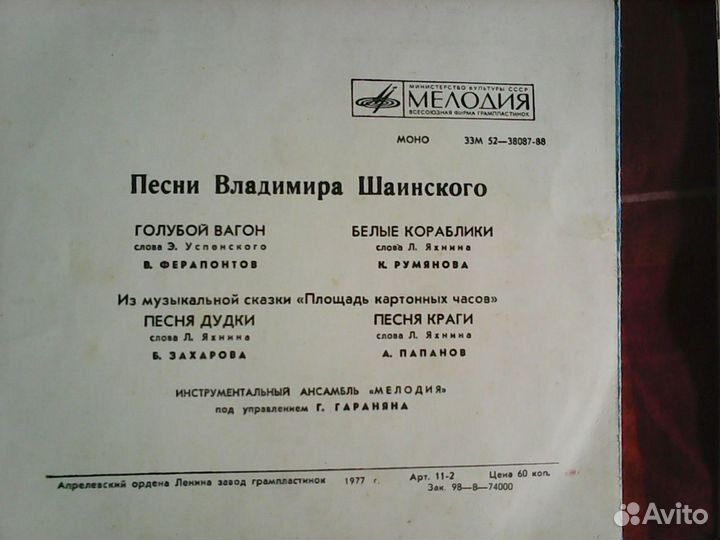 МИНИСТЕРСТВО КУЛЬТУРЫ СССР
МЕЛОДИЯ
ВСЕСОЮЗНАЯ ФИРМА ГРАМПЛАСТИНОК
МОНО 33М 52—38087-88
Песни Владимира Шаинского
ГОЛУБОЙ ВАГОН
слова Э. Успенского
В. ФЕРАПОНТОВ
БЕЛЫЕ КОРАБЛИКИ
слова Л. Яхнина
К. РУМЯНОВА
Из музыкальной сказки «Площадь картонных часов»
ПЕСНЯ ДУДКИ
слова Л. Яхнина
Б. ЗАХАРОВА
ПЕСНЯ КРАГИ
слова Л. Яхнина
А. ПАПАНОВ
ИНСТРУМЕНТАЛЬНЫЙ АНСАМБЛЬ «МЕЛОДИЯ»
под управлением Г. ГАРАНЯНА
Апрелевский ордена Ленина завод грампластинок 1977 г. Арт. 11-2 Цена 60 коп.
Зак. 98—8—74000
Avito